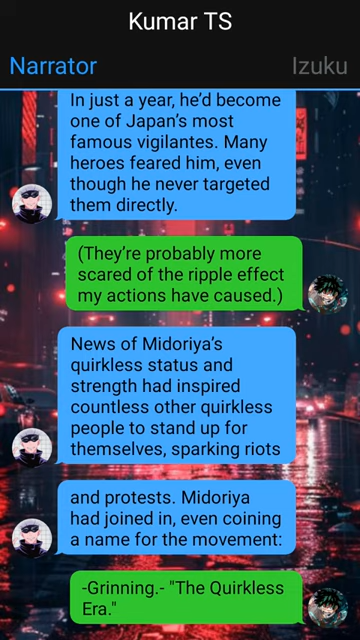 Kumar TS
Narrator
Izuku
In just a year, he’d become
one of Japan’s most
famous vigilantes. Many
heroes feared him, even
though he never targeted
them directly.
(They’re probably more
scared of the ripple effect
my actions have caused.)
News of Midoriya’s
quirkless status and
strength had inspired
countless other quirkless
people to stand up for
themselves, sparking riots
and protests. Midoriya
had joined in, even coining
a name for the movement:
-Grinning.- "The Quirkless
Era."